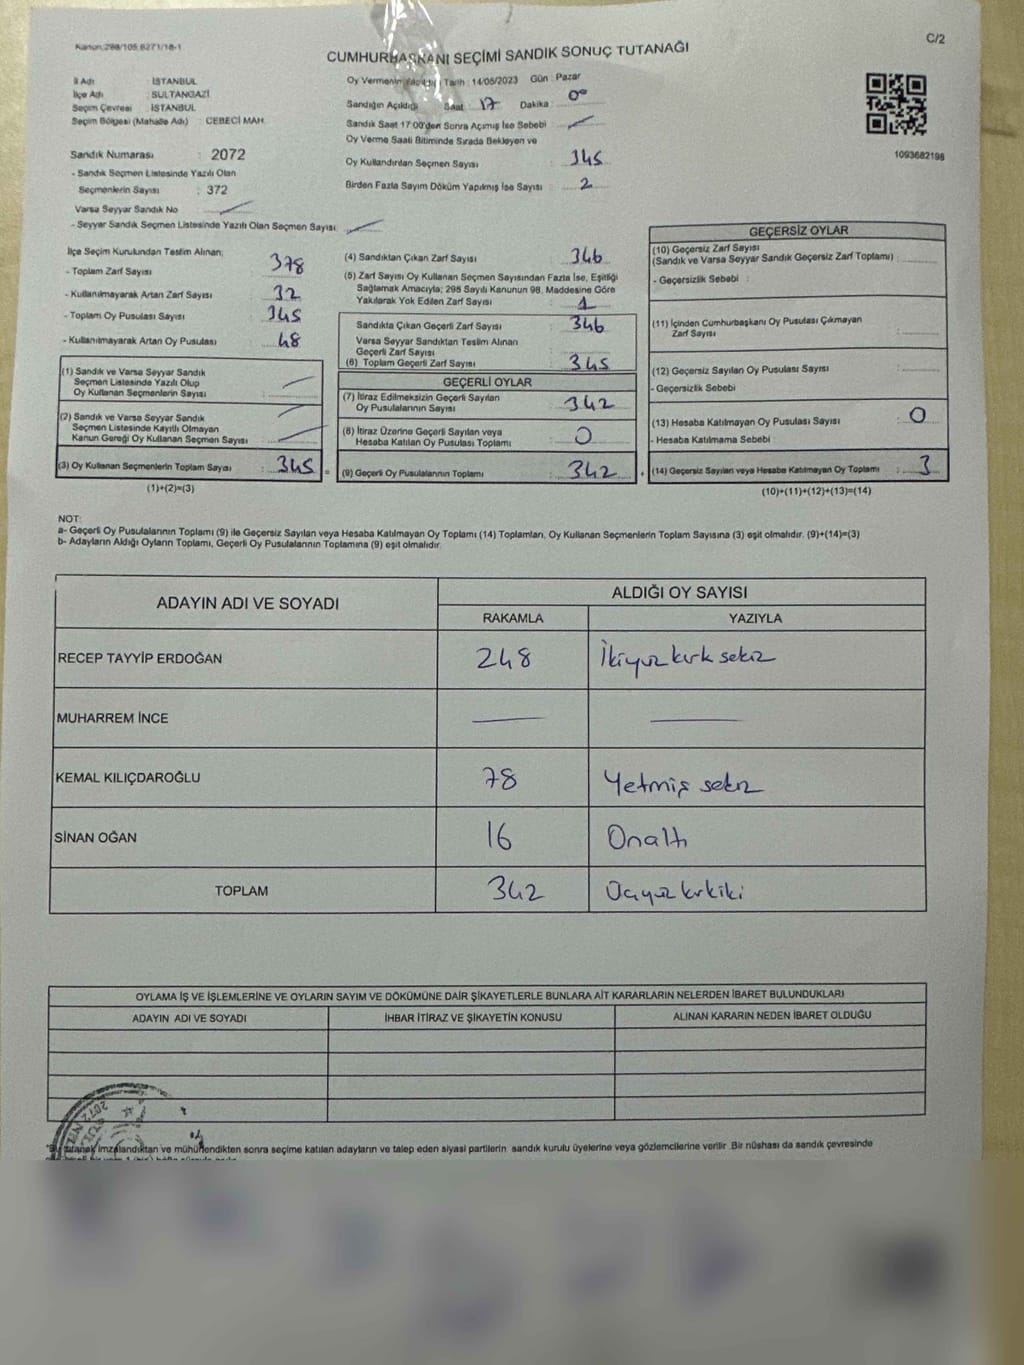 Kanun:298/105,6271/18-1
C/2
CUMHURBAŞKANI SEÇİMİ SANDIK SONUÇ TUTANAĞI
İl Adı : İSTANBUL
İlçe Adı : SULTANGAZİ
Seçim Çevresi : İSTANBUL
Seçim Bölgesi (Mahalle Adı) : CEBECİ MAH.
Sandık Numarası : 2072
- Sandık Seçmen Listesinde Yazılı Olan
Seçmenlerin Sayısı : 372
Varsa Seyyar Sandık No
- Seyyar Sandık Seçmen Listesinde Yazılı Olan Seçmen Sayısı
Oy Vermenin Yapıldığı Tarih : 14/05/2023 Gün : Pazar
Sandığın Açıldığı Saat 17 Dakika : 00
Sandık Saat 17:00'den Sonra Açımış İse Sebebi
Oy Verme Saati Bitiminde Sırada Bekleyen ve
Oy Kullandırılan Seçmen Sayısı : 345
Birden Fazla Sayım Döküm Yapılmış İse Sayısı : 2
1093682198
İlçe Seçim Kurulundan Teslim Alınan;
- Toplam Zarf Sayısı : 378
- Kullanılmayarak Artan Zarf Sayısı : 32
- Toplam Oy Pusulası Sayısı : 345
- Kullanılmayarak Artan Oy Pusulası : 48
(1) Sandık ve Varsa Seyyar Sandık
Seçmen Listesinde Yazılı Olup
Oy Kullanan Seçmenlerin Sayısı :
(2) Sandık ve Varsa Seyyar Sandık
Seçmen Listesinde Kayıtlı Olmayan
Kanun Gereği Oy Kullanan Seçmen Sayısı :
(3) Oy Kullanan Seçmenlerin Toplam Sayısı : 345
(1)+(2)=(3)
(4) Sandıktan Çıkan Zarf Sayısı : 346
(5) Zarf Sayısı Oy Kullanan Seçmen Sayısından Fazla İse, Eşitliği
Sağlamak Amacıyla; 298 Sayılı Kanunun 98. Maddesine Göre
Yakılarak Yok Edilen Zarf Sayısı : 1
Sandıkta Çıkan Geçerli Zarf Sayısı : 346
Varsa Seyyar Sandıktan Teslim Alınan
Geçerli Zarf Sayısı
(6) Toplam Geçerli Zarf Sayısı : 345
GEÇERLİ OYLAR
(7) İtiraz Edilmeksizin Geçerli Sayılan
Oy Pusulalarının Sayısı : 342
(8) İtiraz Üzerine Geçerli Sayılan veya
Hesaba Katılan Oy Pusulası Toplamı : 0
(9) Geçerli Oy Pusulalarının Toplamı : 342
GEÇERSİZ OYLAR
(10) Geçersiz Zarf Sayısı
(Sandık ve Varsa Seyyar Sandık Geçersiz Zarf Toplamı) :
- Geçersizlik Sebebi :
(11) İçinden Cumhurbaşkanı Oy Pusulası Çıkmayan
Zarf Sayısı :
(12) Geçersiz Sayılan Oy Pusulası Sayısı :
- Geçersizlik Sebebi
(13) Hesaba Katılmayan Oy Pusulası Sayısı : 0
- Hesaba Katılmama Sebebi
(14) Geçersiz Sayılan veya Hesaba Katılmayan Oy Toplamı : 3
(10)+(11)+(12)+(13)=(14)
NOT:
a- Geçerli Oy Pusulalarının Toplamı (9) ile Geçersiz Sayılan veya Hesaba Katılmayan Oy Toplamı (14) Toplamları, Oy Kullanan Seçmenlerin Toplam Sayısına (3) eşit olmalıdır. (9)+(14)=(3)
b- Adayların Aldığı Oyların Toplamı, Geçerli Oy Pusulalarının Toplamına (9) eşit olmalıdır.
ADAYIN ADI VE SOYADI
ALDIĞI OY SAYISI
RAKAMLA YAZIYLA
RECEP TAYYİP ERDOĞAN 248 İkiyüz kırk sekiz
MUHARREM İNCE
KEMAL KILIÇDAROĞLU 78 Yetmiş sekiz
SİNAN OĞAN 16 Onaltı
TOPLAM 342 Üçyüz kırkiki
OYLAMA İŞ VE İŞLEMLERİNE VE OYLARIN SAYIM VE DÖKÜMÜNE DAİR ŞİKAYETLERLE BUNLARA AİT KARARLARIN NELERDEN İBARET BULUNDUKLARI
ADAYIN ADI VE SOYADI İHBAR İTİRAZ VE ŞİKAYETİN KONUSU ALINAN KARARIN NEDEN İBARET OLDUĞU
2072
tutanak imzalandıktan ve mühürlendikten sonra seçime katılan adayların ve talep eden siyasi partilerin sandık kurulu üyelerine veya gözlemcilerine verilir. Bir nüshası da sandık çevresinde